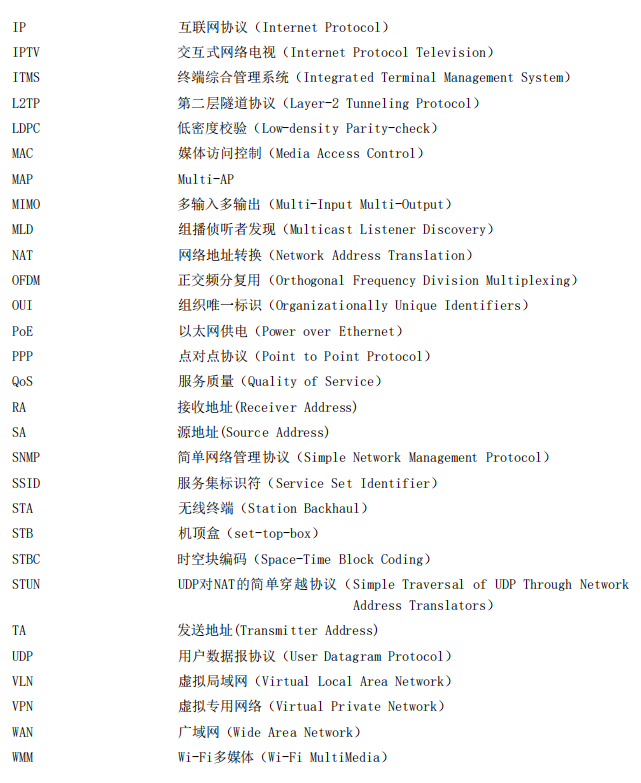 IP 互联网协议（Internet Protocol）
IPTV 交互式网络电视（Internet Protocol Television）
ITMS 终端综合管理系统（Integrated Terminal Management System）
L2TP 第二层隧道协议（Layer-2 Tunneling Protocol）
LDPC 低密度校验（Low-density Parity-check）
MAC 媒体访问控制（Media Access Control）
MAP Multi-AP
MIMO 多输入多输出（Multi-Input Multi-Output）
MLD 组播侦听者发现（Multicast Listener Discovery）
NAT 网络地址转换（Network Address Translation）
OFDM 正交频分复用（Orthogonal Frequency Division Multiplexing）
OUI 组织唯一标识（Organizationally Unique Identifiers）
PoE 以太网供电（Power over Ethernet）
PPP 点对点协议（Point to Point Protocol）
QoS 服务质量（Quality of Service）
RA 接收地址(Receiver Address)
SA 源地址(Source Address)
SNMP 简单网络管理协议（Simple Network Management Protocol）
SSID 服务集标识符（Service Set Identifier）
STA 无线终端（Station Backhaul）
STB 机顶盒（set-top-box）
STBC 时空块编码（Space-Time Block Coding）
STUN UDP对NAT的简单穿越协议（Simple Traversal of UDP Through Network
Address Translators）
TA 发送地址(Transmitter Address)
UDP 用户数据报协议（User Datagram Protocol）
VLN 虚拟局域网（Virtual Local Area Network）
VPN 虚拟专用网络（Virtual Private Network）
WAN 广域网（Wide Area Network）
WMM Wi-Fi多媒体（Wi-Fi MultiMedia）